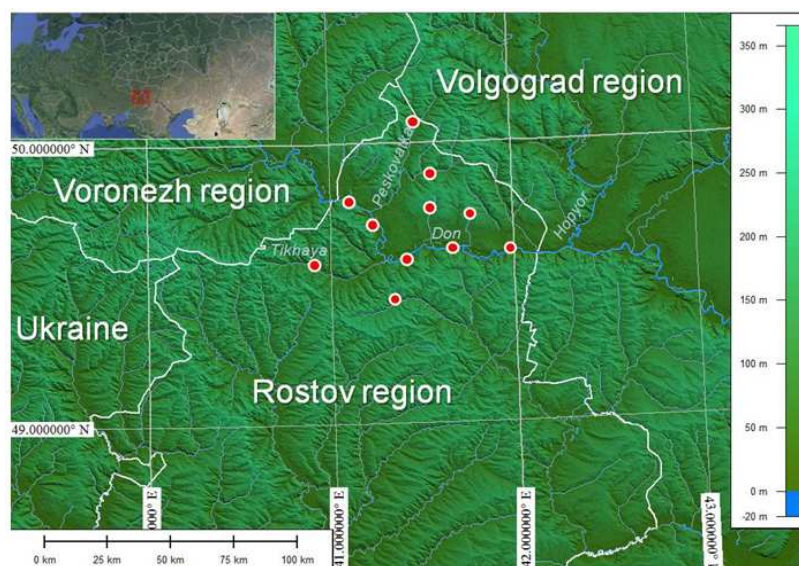 Volgograd region
50.000000° N
Peskovatka
Voronezh region
Hopyor
Don
Tikhaya
Ukraine
Rostov region
49.000000° N
.000000° E
41.000000° E
42.000000° E
43.000000°
0 km
25 km
50 km
75 km
100 km
350 m
300 m
250 m
200 m
150 m
100 m
50 m
0 m
-20 m